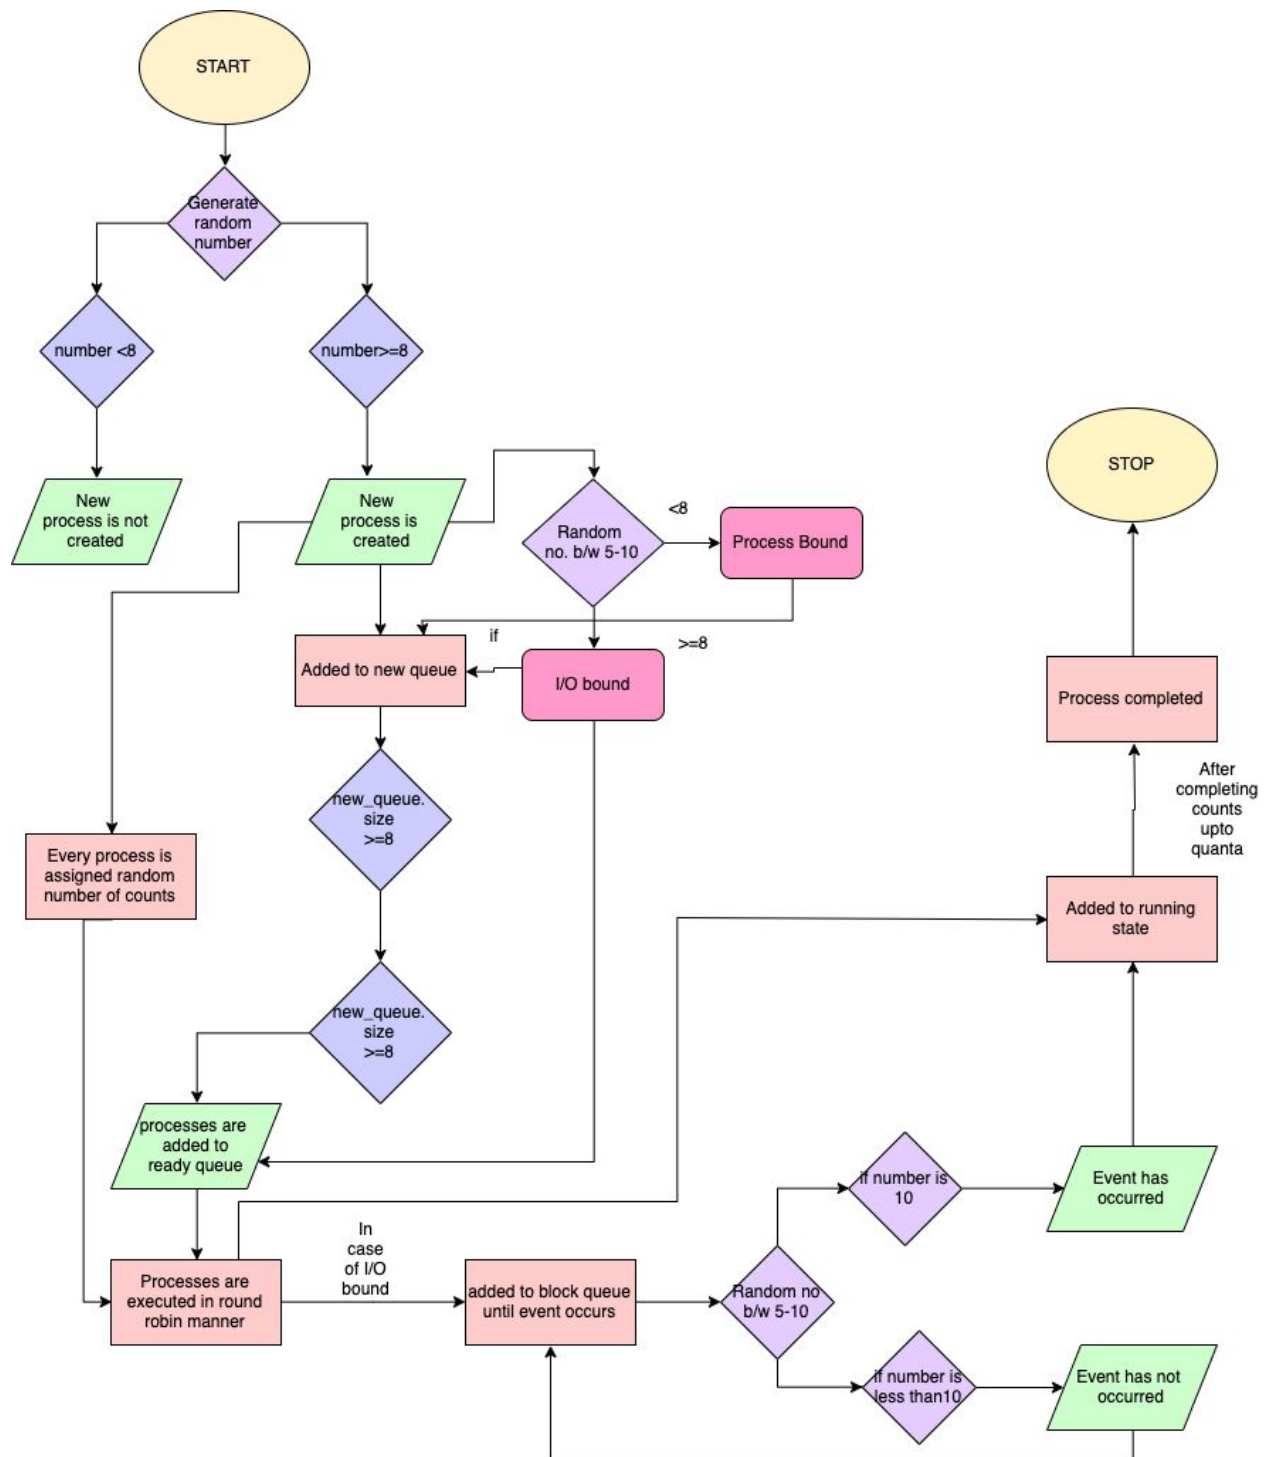 START
Generate
random
number
number <8
number>=8
New
process is not
created
New
process is
created
Random
no. b/w 5-10
<8
Process Bound
STOP
if
>=8
Added to new queue
I/O bound
Process completed
new_queue.
size
>=8
After
completing
counts
upto
quanta
Every process is
assigned random
number of counts
Added to running
state
new_queue.
size
>=8
processes are
added to
ready queue
if number is
10
Event has
occurred
In
case
of I/O
bound
Processes are
executed in round
robin manner
added to block queue
until event occurs
Random no
b/w 5-10
if number is
less than10
Event has not
occurred